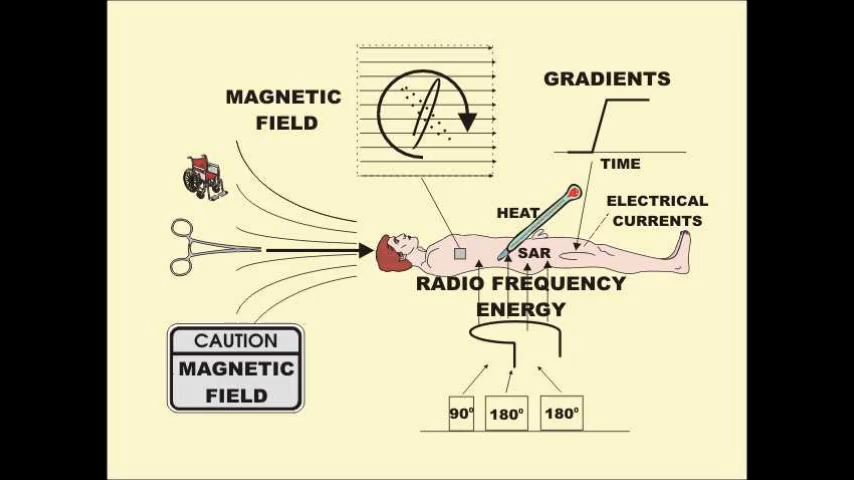 MAGNETIC
FIELD
GRADIENTS
TIME
HEAT
ELECTRICAL
CURRENTS
SAR
RADIO FREQUENCY
ENERGY
CAUTION
MAGNETIC
FIELD
90°
180°
180°